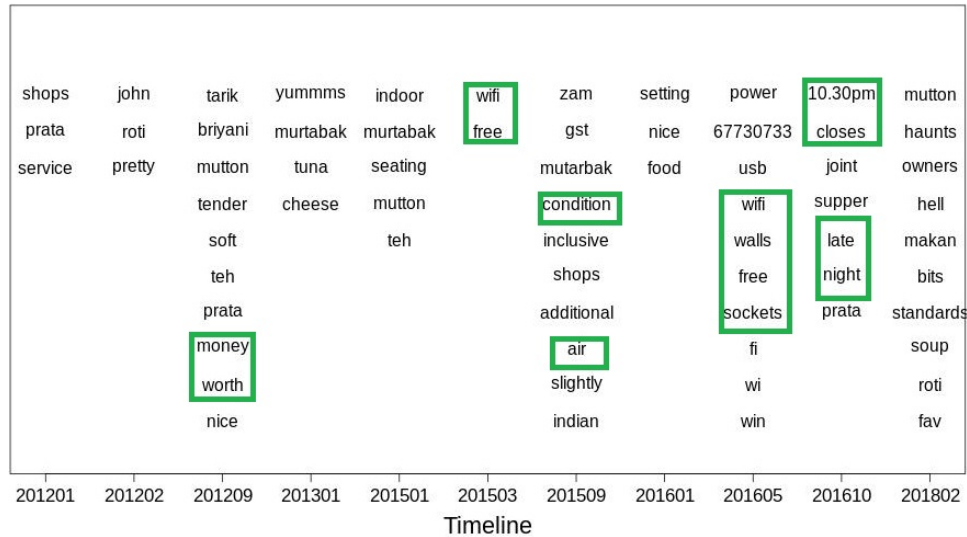 shops john tarik yummms indoor wifi zam setting power 10.30pm mutton
prata roti briyani murtabak murtabak free gst nice 67730733 closes haunts
service pretty mutton tuna seating mutarbak food usb joint owners
tender cheese mutton condition wifi supper hell
soft teh inclusive walls late makan
teh shops free night bits
prata additional sockets prata standards
money air fi soup
worth slightly wi roti
nice indian win fav
201201 201202 201209 201301 201501 201503 201509 201601 201605 201610 201802
Timeline